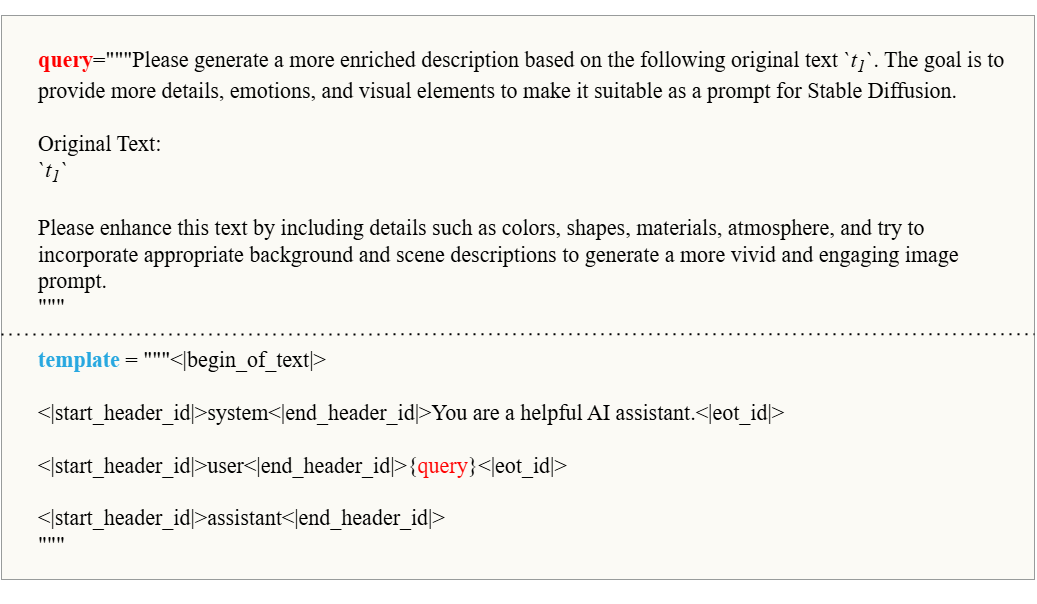 query="""Please generate a more enriched description based on the following original text `t1`. The goal is to
provide more details, emotions, and visual elements to make it suitable as a prompt for Stable Diffusion.
Original Text:
`t1`
Please enhance this text by including details such as colors, shapes, materials, atmosphere, and try to
incorporate appropriate background and scene descriptions to generate a more vivid and engaging image
prompt.
"""
template = """<|begin_of_text|>
<|start_header_id|>system<|end_header_id|>You are a helpful AI assistant.<|eot_id|>
<|start_header_id|>user<|end_header_id|>{query}<|eot_id|>
<|start_header_id|>assistant<|end_header_id|>
"""